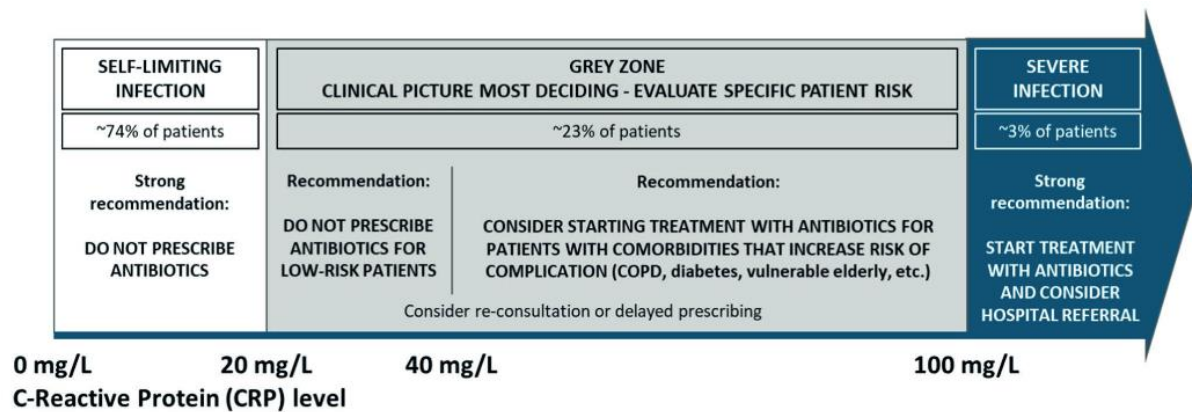 SELF-LIMITING
INFECTION
~74% of patients
Strong
recommendation:
DO NOT PRESCRIBE
ANTIBIOTICS
GREY ZONE
CLINICAL PICTURE MOST DECIDING - EVALUATE SPECIFIC PATIENT RISK
~23% of patients
Recommendation:
DO NOT PRESCRIBE
ANTIBIOTICS FOR
LOW-RISK PATIENTS
Recommendation:
CONSIDER STARTING TREATMENT WITH ANTIBIOTICS FOR
PATIENTS WITH COMORBIDITIES THAT INCREASE RISK OF
COMPLICATION (COPD, diabetes, vulnerable elderly, etc.)
Consider re-consultation or delayed prescribing
SEVERE
INFECTION
~3% of patients
Strong
recommendation:
START TREATMENT
WITH ANTIBIOTICS
AND CONSIDER
HOSPITAL REFERRAL
0 mg/L
20 mg/L
40 mg/L
100 mg/L
C-Reactive Protein (CRP) level